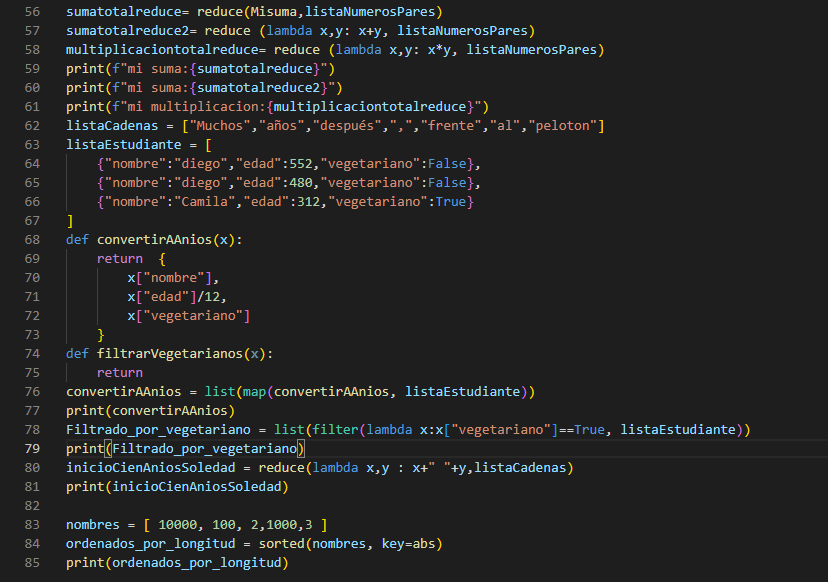 56 sumatotalreduce= reduce(Misuma,listaNumerosPares)
57 sumatotalreduce2= reduce (lambda x,y: x+y, listaNumerosPares)
58 multiplicaciontotalreduce= reduce (lambda x,y: x*y, listaNumerosPares)
59 print(f"mi suma:{sumatotalreduce}")
60 print(f"mi suma:{sumatotalreduce2}")
61 print(f"mi multiplicacion:{multiplicaciontotalreduce}")
62 listaCadenas = ["Muchos","años","después",",","frente","al","peloton"]
63 listaEstudiante = [
64     {"nombre":"diego","edad":552,"vegetariano":False},
65     {"nombre":"diego","edad":480,"vegetariano":False},
66     {"nombre":"Camila","edad":312,"vegetariano":True}
67 ]
68 def convertirAAnios(x):
69     return  {
70         x["nombre"],
71         x["edad"]/12,
72         x["vegetariano"]
73     }
74 def filtrarVegetarianos(x):
75     return
76 convertirAAnios = list(map(convertirAAnios, listaEstudiante))
77 print(convertirAAnios)
78 Filtrado_por_vegetariano = list(filter(lambda x:x["vegetariano"]==True, listaEstudiante))
79 print(Filtrado_por_vegetariano)
80 inicioCienAniosSoledad = reduce(lambda x,y : x+" "+y,listaCadenas)
81 print(inicioCienAniosSoledad)
82
83 nombres = [ 10000, 100, 2,1000,3 ]
84 ordenados_por_longitud = sorted(nombres, key=abs)
85 print(ordenados_por_longitud)